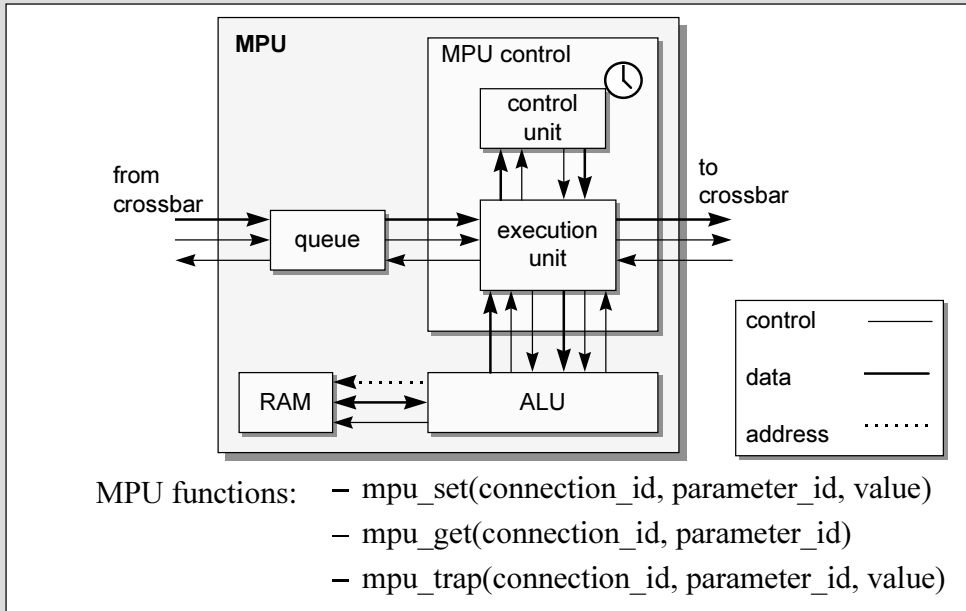 MPU
MPU control
control
unit
from
crossbar
to
crossbar
queue
execution
unit
control
data
address
RAM
ALU
MPU functions:
– mpu_set(connection_id, parameter_id, value)
– mpu_get(connection_id, parameter_id)
– mpu_trap(connection_id, parameter_id, value)